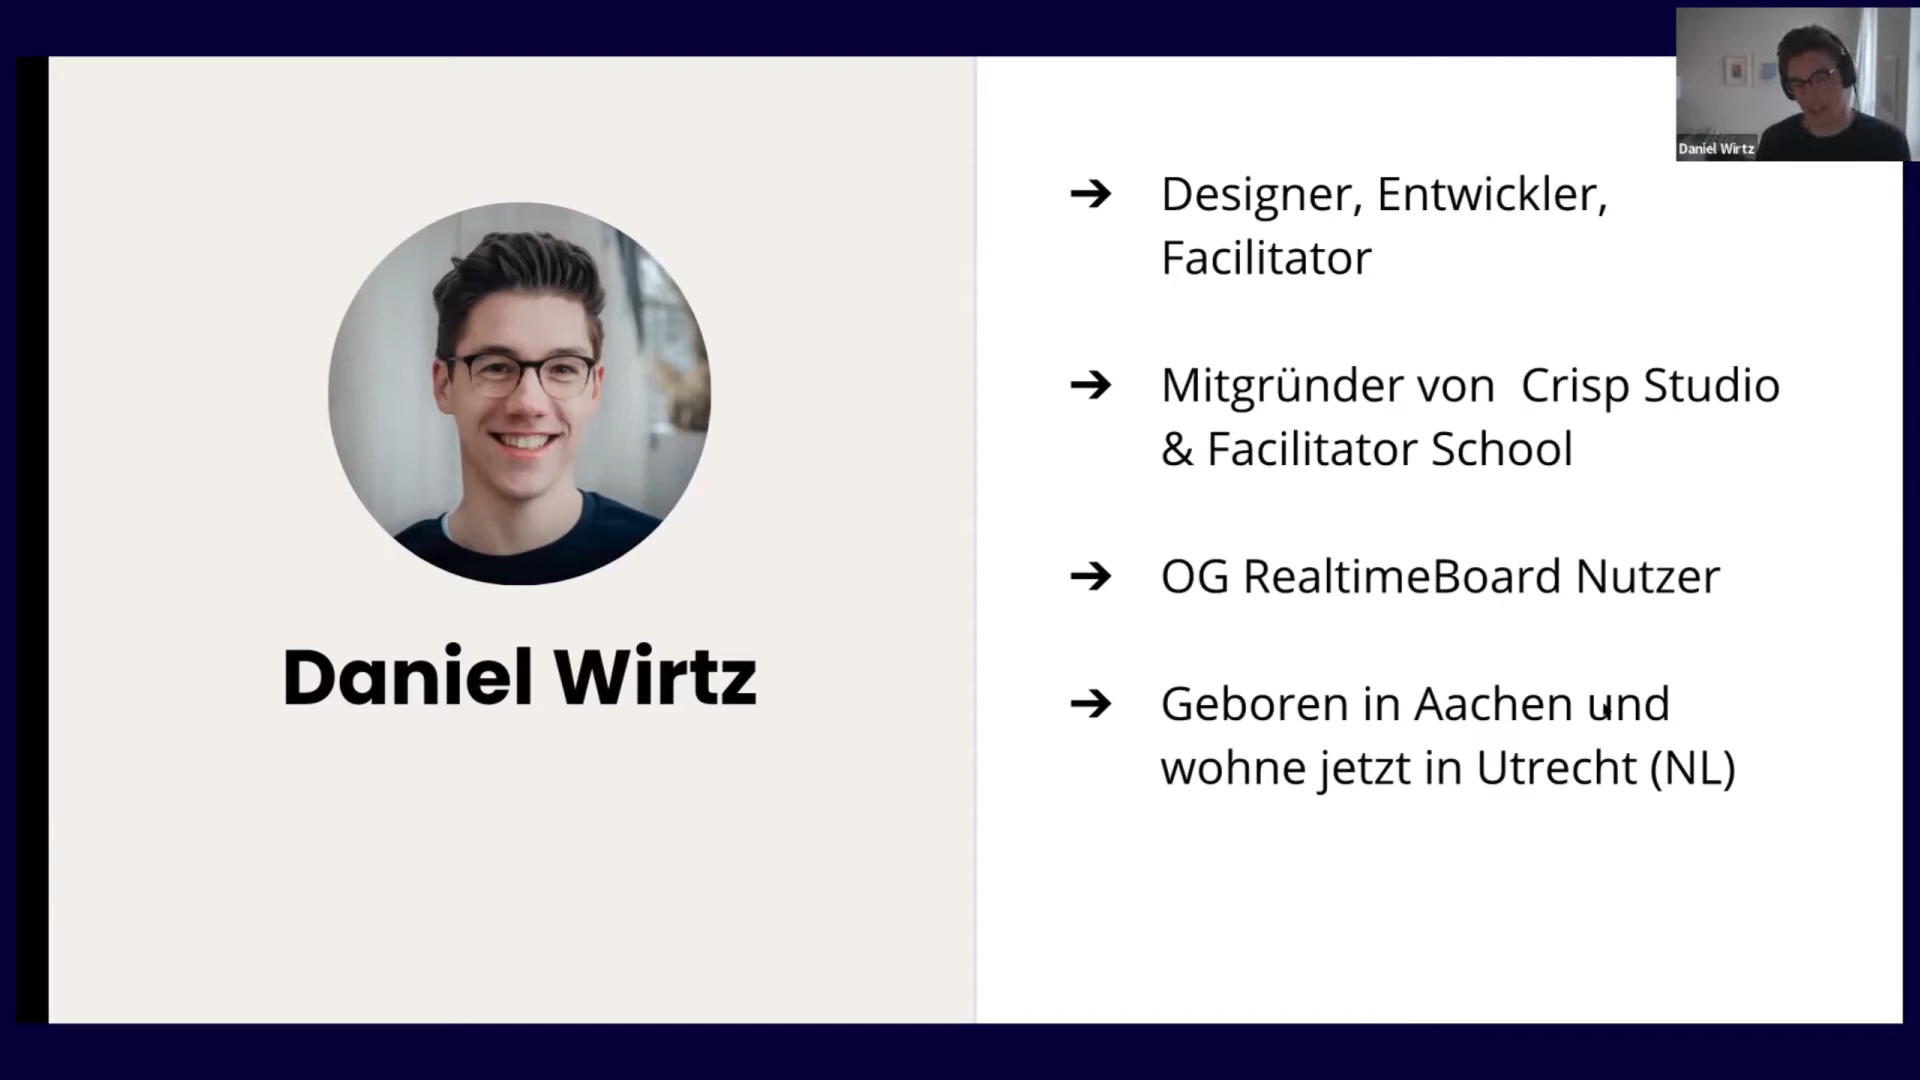 Daniel Wirtz
Daniel Wirtz
➔ Designer, Entwickler,
Facilitator
➔ Mitgründer von  Crisp Studio
& Facilitator School
➔ OG RealtimeBoard Nutzer
➔ Geboren in Aachen und
wohne jetzt in Utrecht (NL)